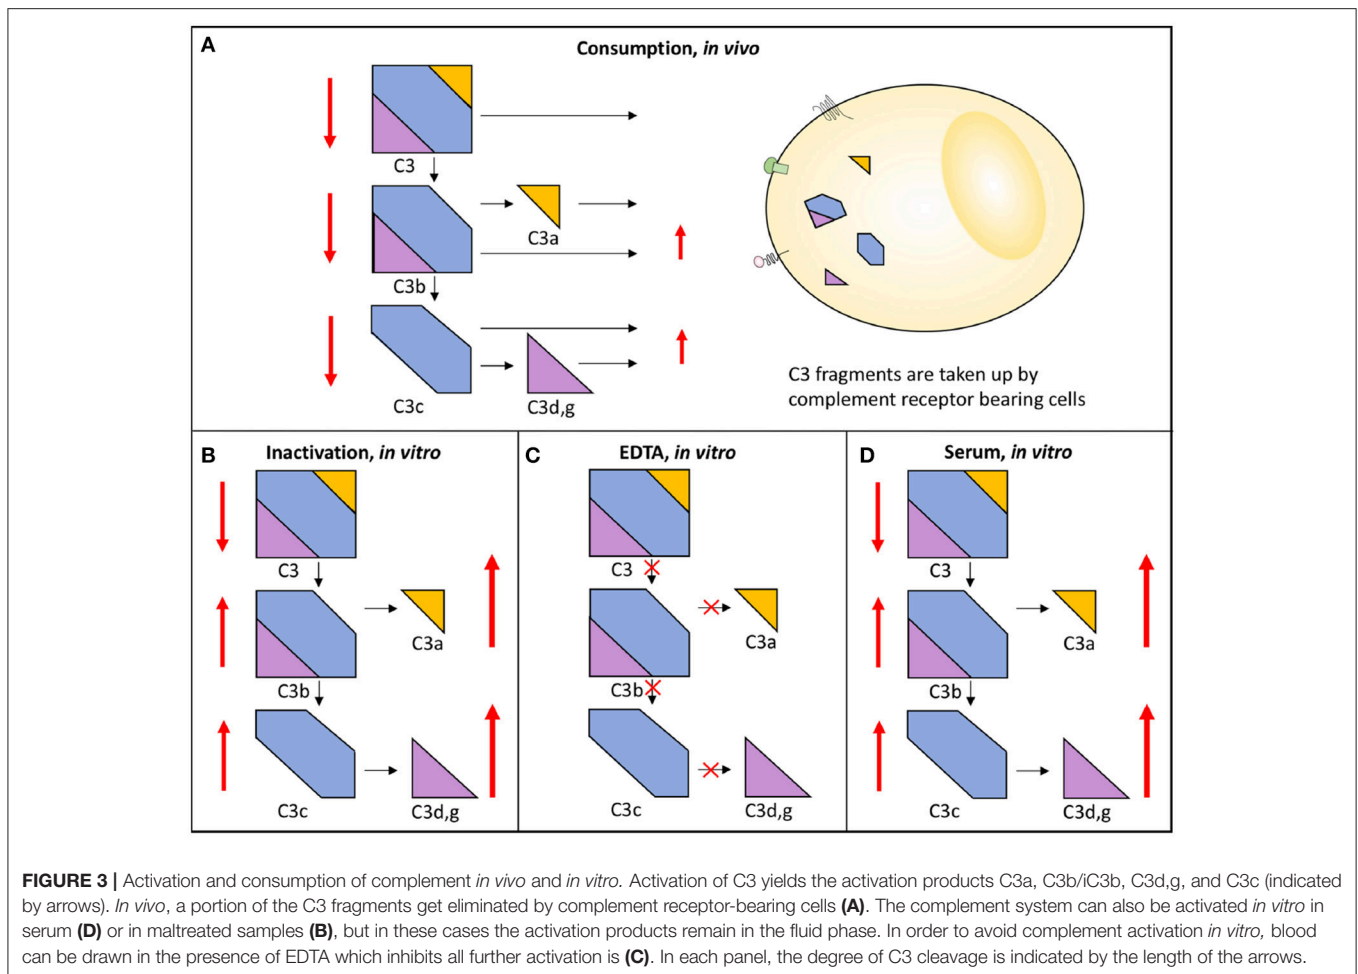 A
Consumption, in vivo
C3
C3a
C3b
C3c
C3d,g
C3 fragments are taken up by
complement receptor bearing cells
B
Inactivation, in vitro
C3
C3a
C3b
C3c
C3d,g
C
EDTA, in vitro
C3
C3a
C3b
C3c
C3d,g
D
Serum, in vitro
C3
C3a
C3b
C3c
C3d,g
FIGURE 3 | Activation and consumption of complement in vivo and in vitro. Activation of C3 yields the activation products C3a, C3b/iC3b, C3d,g, and C3c (indicated
by arrows). In vivo, a portion of the C3 fragments get eliminated by complement receptor-bearing cells (A). The complement system can also be activated in vitro in
serum (D) or in maltreated samples (B), but in these cases the activation products remain in the fluid phase. In order to avoid complement activation in vitro, blood
can be drawn in the presence of EDTA which inhibits all further activation is (C). In each panel, the degree of C3 cleavage is indicated by the length of the arrows.